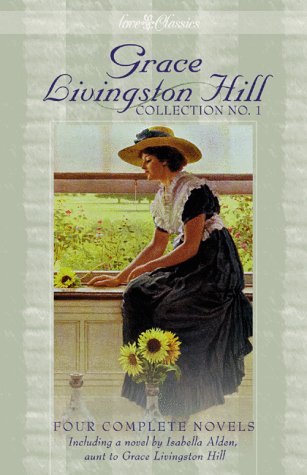 love Classics
Grace
Livingston Hill
COLLECTION NO. 1
FOUR COMPLETE NOVELS
Including a novel by Isabella Alden,
aunt to Grace Livingston Hill